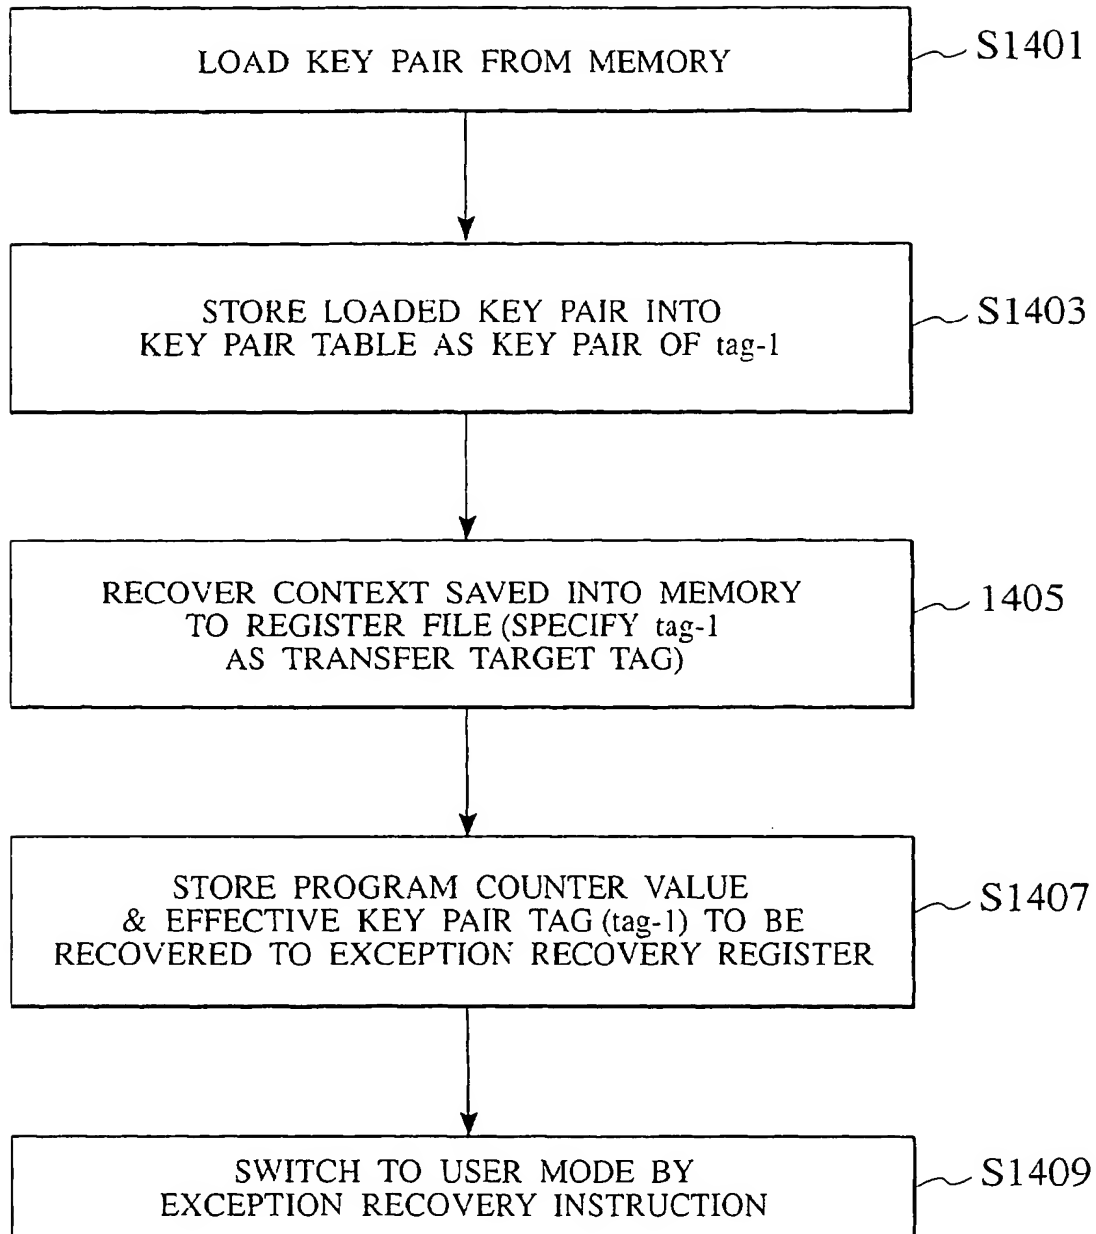 LOAD KEY PAIR FROM MEMORY
S1401
STORE LOADED KEY PAIR INTO
KEY PAIR TABLE AS KEY PAIR OF tag-1
S1403
RECOVER CONTEXT SAVED INTO MEMORY
TO REGISTER FILE (SPECIFY tag-1
AS TRANSFER TARGET TAG)
1405
STORE PROGRAM COUNTER VALUE
& EFFECTIVE KEY PAIR TAG (tag-1) TO BE
RECOVERED TO EXCEPTION RECOVERY REGISTER
S1407
SWITCH TO USER MODE BY
EXCEPTION RECOVERY INSTRUCTION
S1409